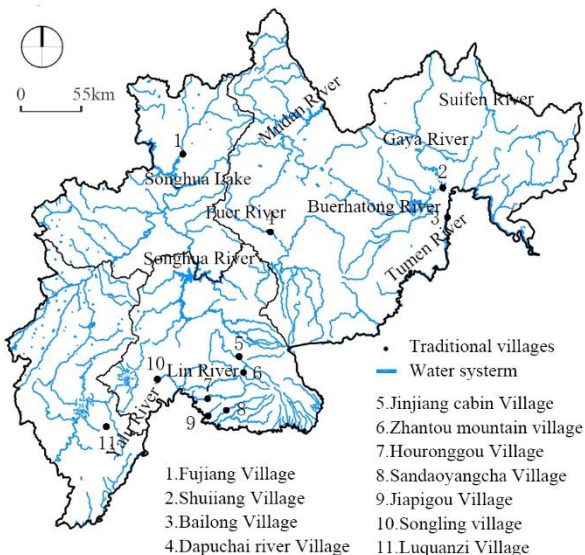 0 55km
Mudan River
Suifen River
Gaya River
1
Songhua Lake
2
Fuer River
Buerhatong River
3
4
Tumen River
Songhua River
Traditional villages
Water systerm
5
10
Lin River
6
7
8
9
Yalu River
11
5.Jinjiang cabin Village
6.Zhantou mountain village
7.Houronggou Village
8.Sandaoyangcha Village
9.Jiapigou Village
10.Songling village
11.Luquanzi Village
1.Fujiang Village
2.Shuiiang Village
3.Bailong Village
4.Dapuchai river Village